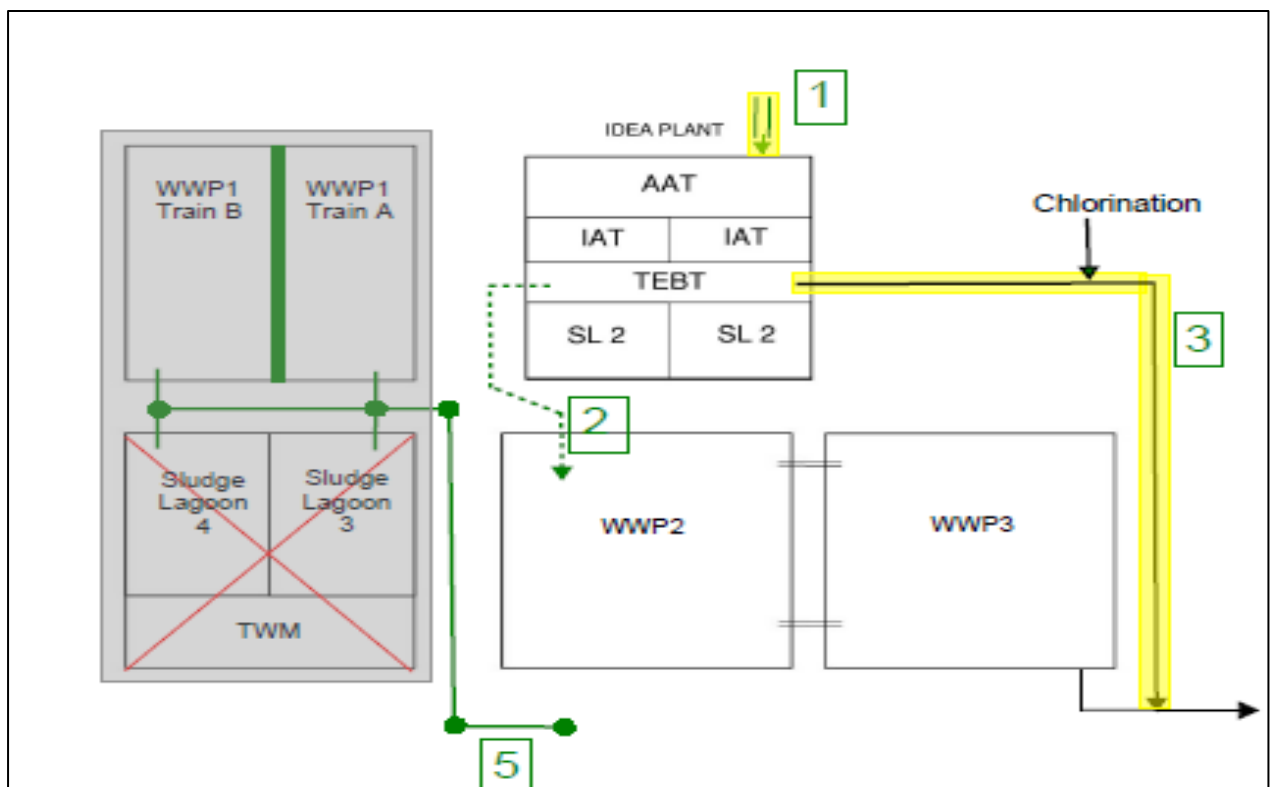 1
IDEA PLANT
WWP1
Train B
WWP1
Train A
AAT
IAT
IAT
Chlorination
TEBT
SL 2
SL 2
3
2
Sludge
Lagoon
4
Sludge
Lagoon
3
WWP2
WWP3
TWM
5